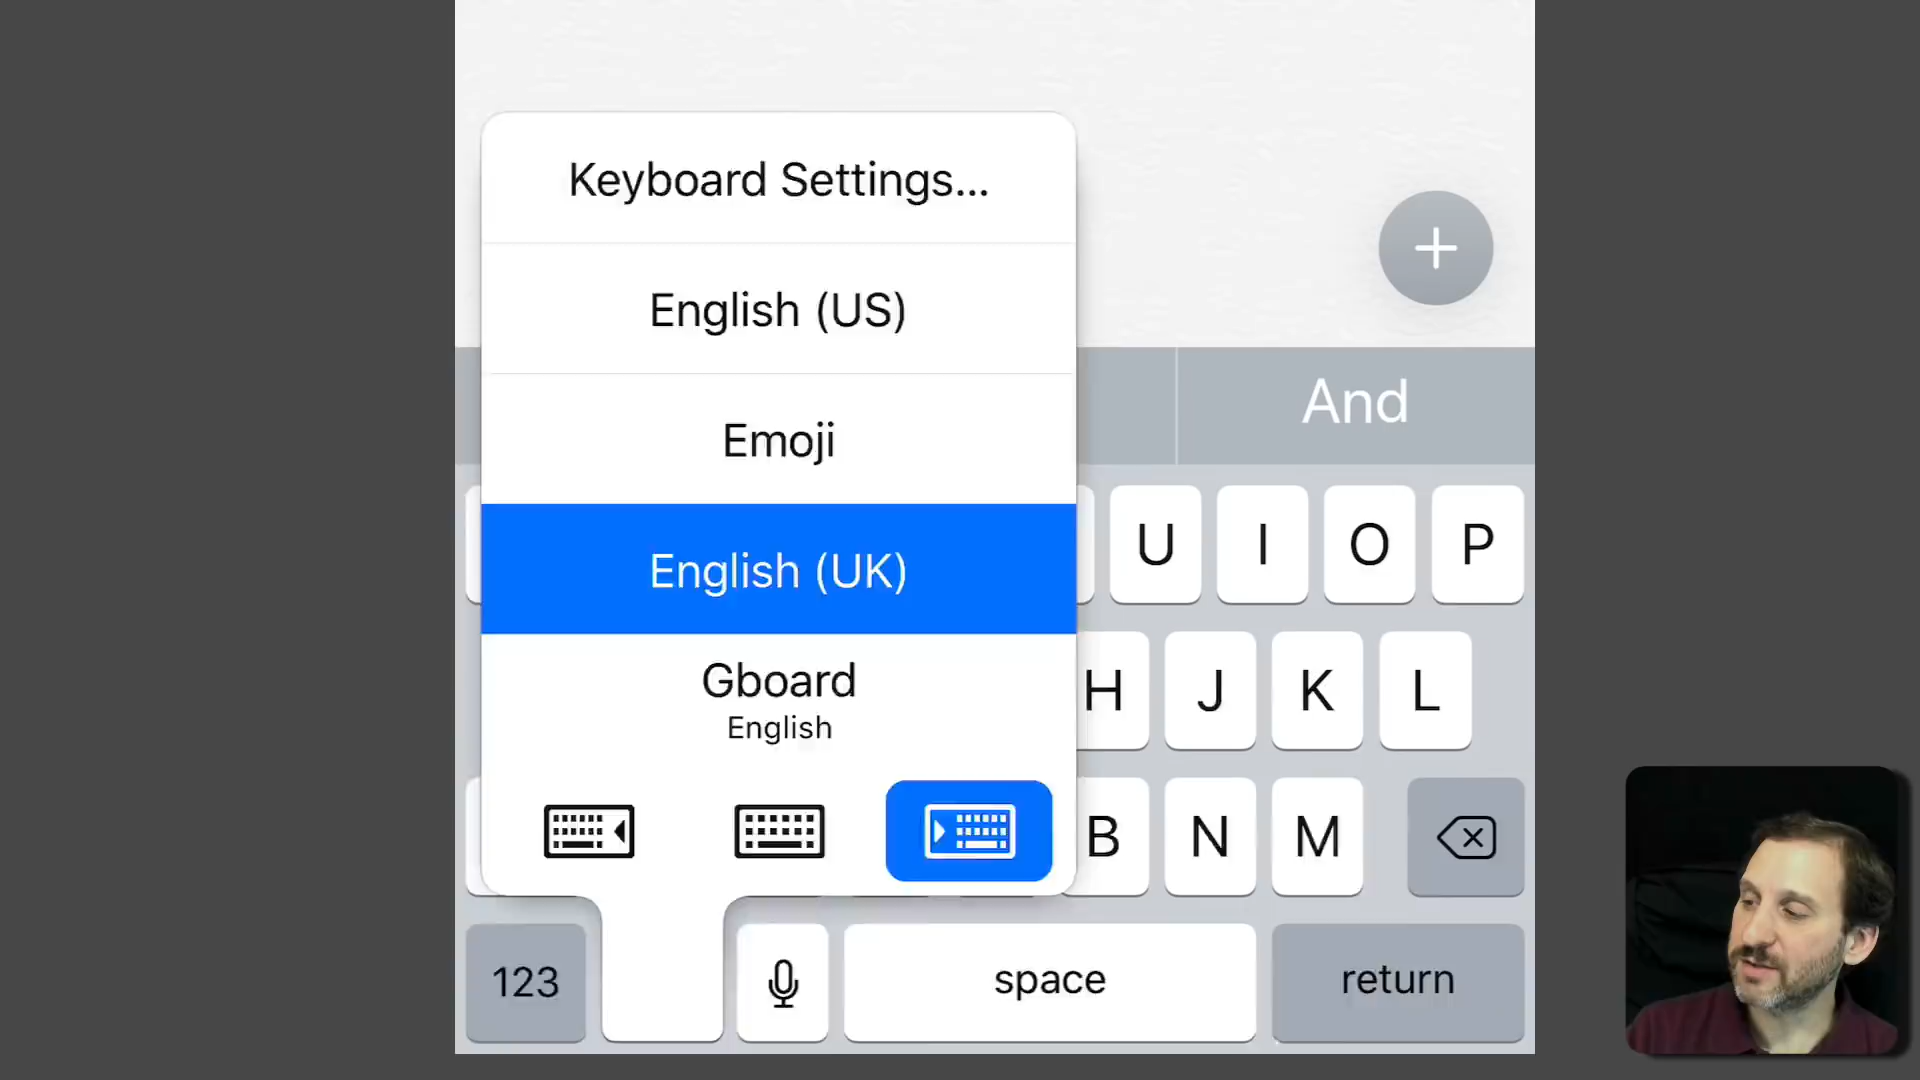 Keyboard Settings...
English (US)
Emoji
English (UK)
Gboard
English
And
U I O P
H J K L
B N M
123 space return